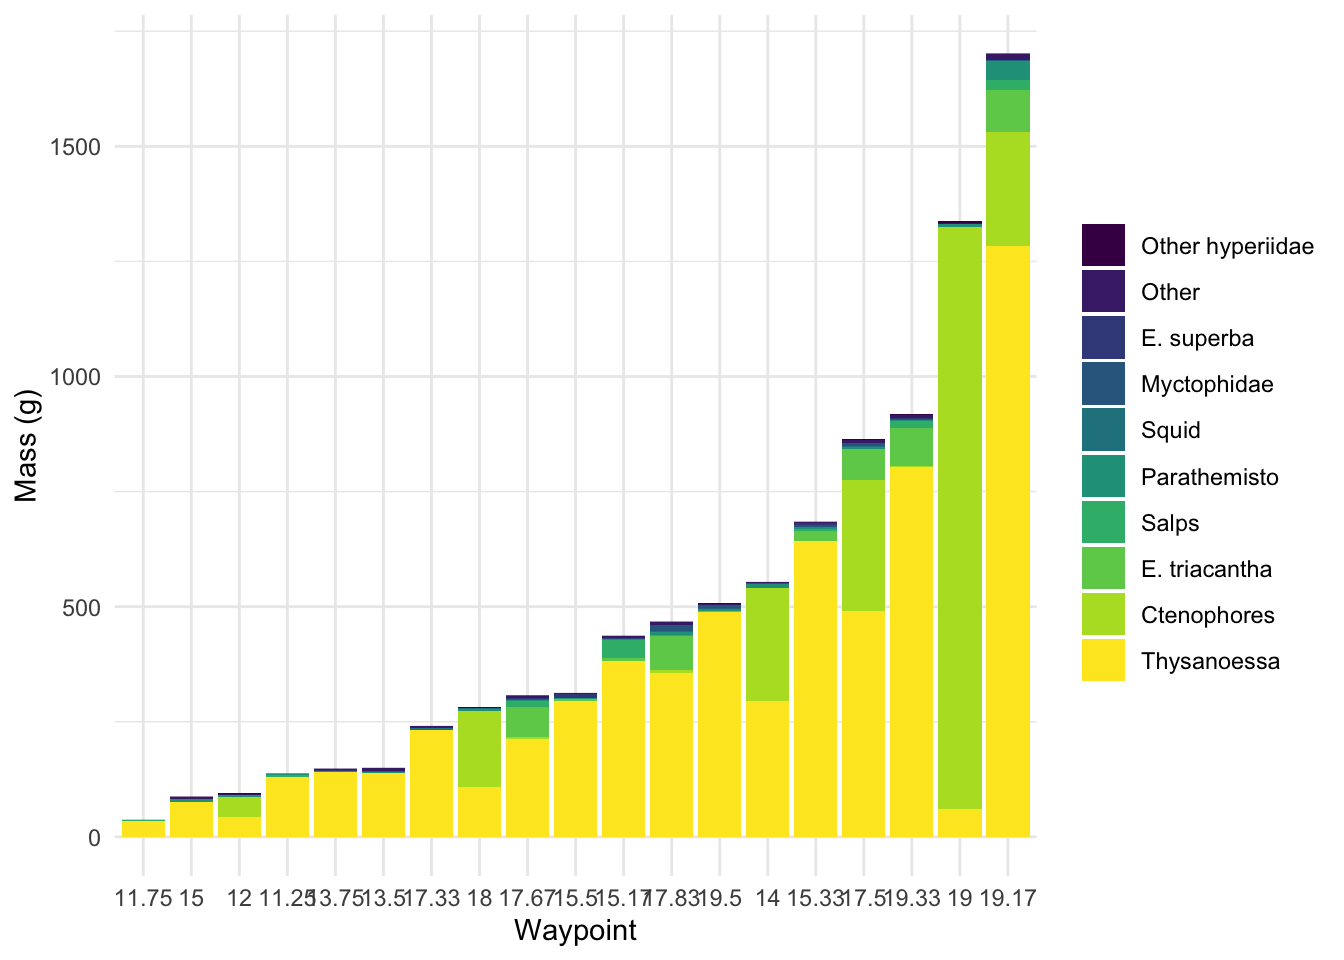 1500
1000
500
0
Mass (g)
11.75 15 12 11.25 13.75 13.5 17.33 18 17.67 15.5 15.17 17.83 19.5 14 15.33 17.5 19.33 19 19.17
Waypoint
Other hyperiidae
Other
E. superba
Myctophidae
Squid
Parathemisto
Salps
E. triacantha
Ctenophores
Thysanoessa